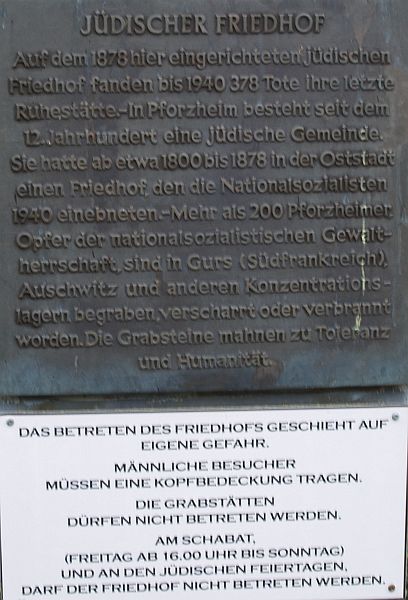 JÜDISCHER FRIEDHOF
Auf dem 1878 hier eingerichteten jüdischen
Friedhof fanden bis 1940 378 Tote ihre letzte
Ruhestätte.-In Pforzheim besteht seit dem
12. Jahrhundert eine jüdische Gemeinde.
Sie hatte ab etwa 1800 bis 1878 in der Oststadt
einen Friedhof, den die Nationalsozialisten
1940 einebneten.-Mehr als 200 Pforzheimer,
Opfer der nationalsozialistischen Gewalt-
herrschaft, sind in Gurs (Südfrankreich),
Auschwitz und anderen Konzentrations-
lagern begraben, verscharrt oder verbrannt
worden. Die Grabsteine mahnen zu Toleranz
und Humanität.
DAS BETRETEN DES FRIEDHOFS GESCHIEHT AUF
EIGENE GEFAHR.
MÄNNLICHE BESUCHER
MÜSSEN EINE KOPFBEDECKUNG TRAGEN.
DIE GRABSTÄTTEN
DÜRFEN NICHT BETRETEN WERDEN.
AM SCHABAT,
(FREITAG AB 16.00 UHR BIS SONNTAG)
UND AN DEN JÜDISCHEN FEIERTAGEN,
DARF DER FRIEDHOF NICHT BETRETEN WERDEN.